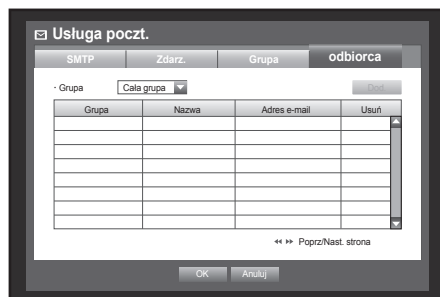 Usługa poczt.
SMTP Zdarz. Grupa odbiorca
· Grupa Cała grupa Dod
Grupa Nazwa Adres e-mail Usuń
Poprz/Nast. strona
OK Anuluj